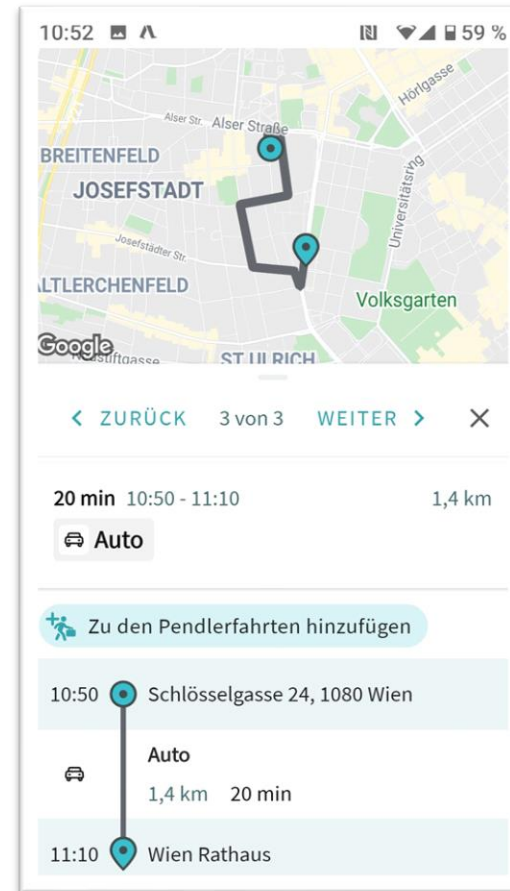 10:52 59 %
Hörlgasse
Alser Str. Alser Straße
BREITENFELD
JOSEFSTADT
Universitätsring
Josefstädter Str.
LTLERCHENFELD
Volksgarten
Google
ustiftgasse
ST. ULRICH
< ZURÜCK 3 von 3 WEITER > ×
20 min 10:50 - 11:10 1,4 km
Auto
Zu den Pendlerfahrten hinzufügen
10:50 Schlösselgasse 24, 1080 Wien
Auto
1,4 km 20 min
11:10 Wien Rathaus